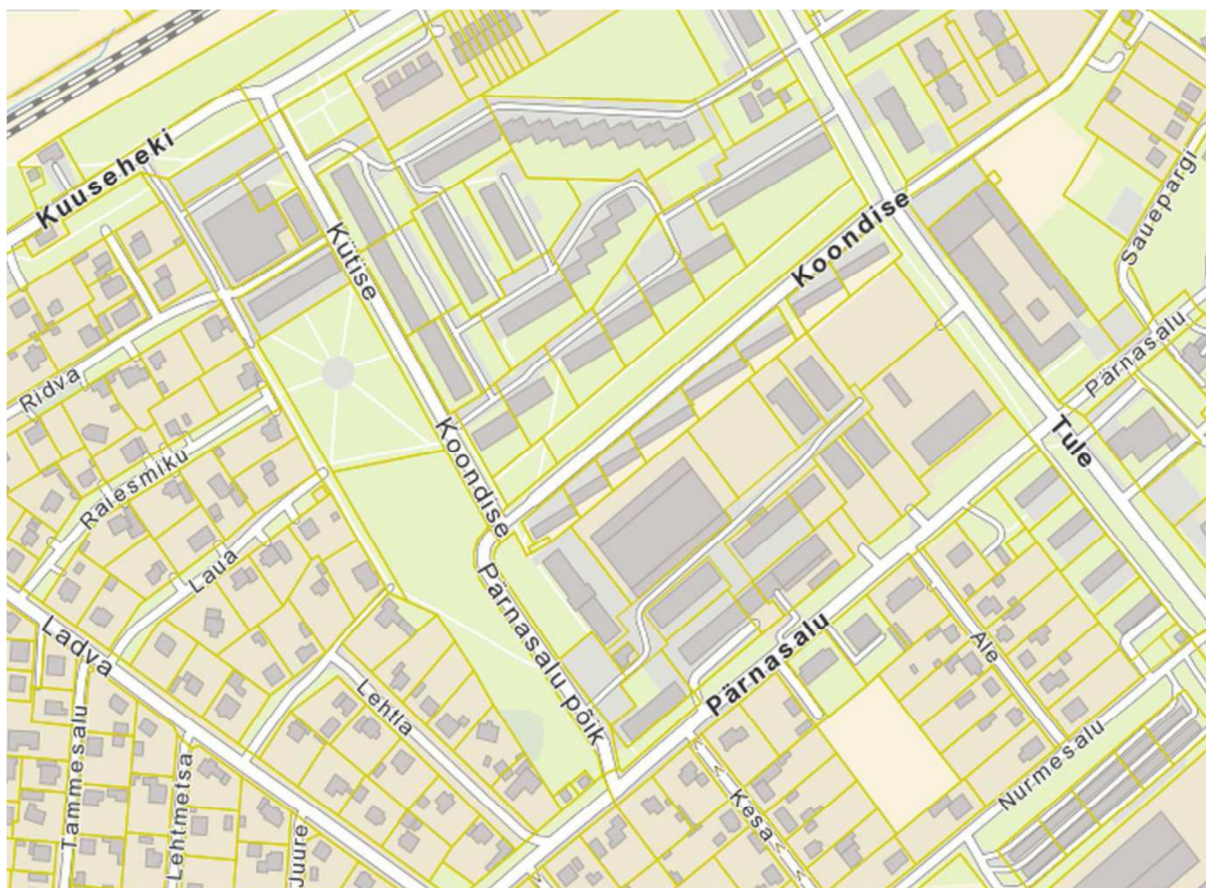 Kuuseheki
Kütise
Koondise
Sauepargi
Pärnasalu
Ridva
Koondise
Tule
Raiesmiku
Laua
Pärnasalu põik
Pärnasalu
Ale
Ladva
Lehtla
Nurmesalu
Tammesalu
Lehtmetsa
Juure
Kesa